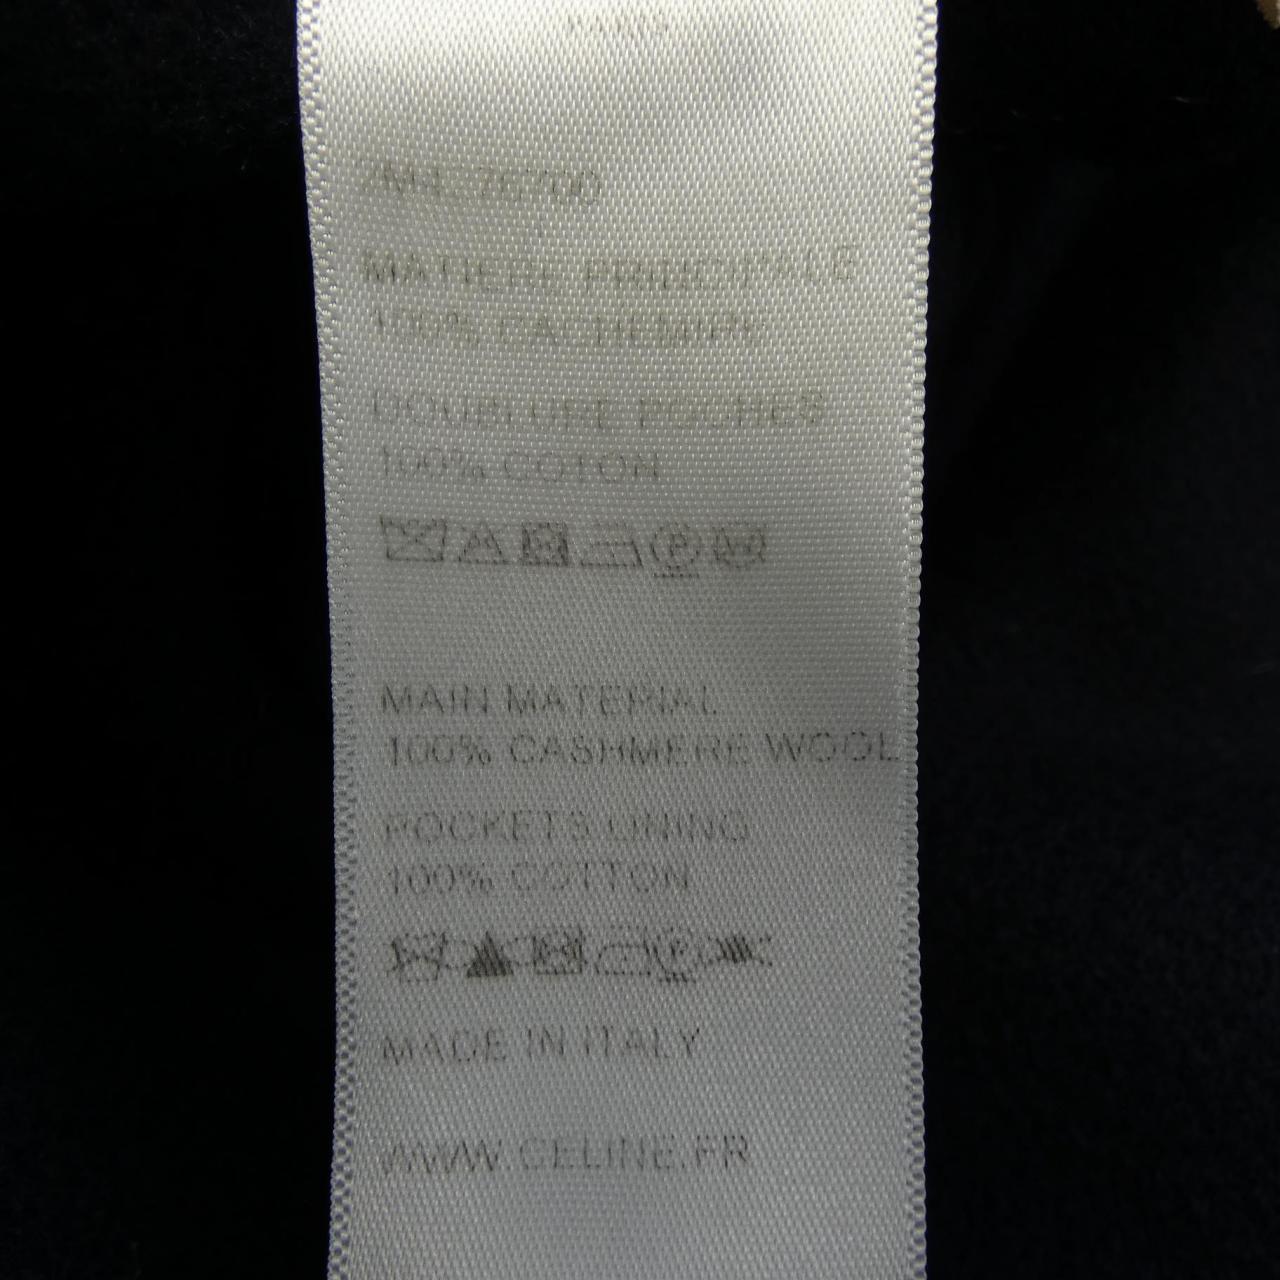 MATIERE PRINCIPALE
100% CACHEMIRE
DOUBLURE POCHES
100% COTON
MAIN MATERIAL
100% CASHMERE WOOL
POCKETS LINING
100% COTTON
MADE IN ITALY
WWW.CELINE.FR